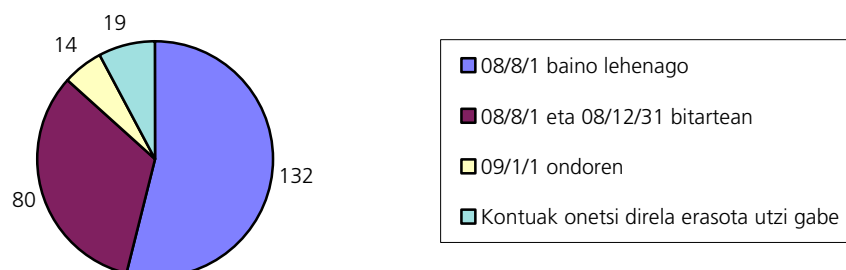 19
14
132
80
08/8/1 baino lehenago
08/8/1 eta 08/12/31 bitartean
09/1/1 ondoren
Kontuak onetsi direla erasota utzi gabe